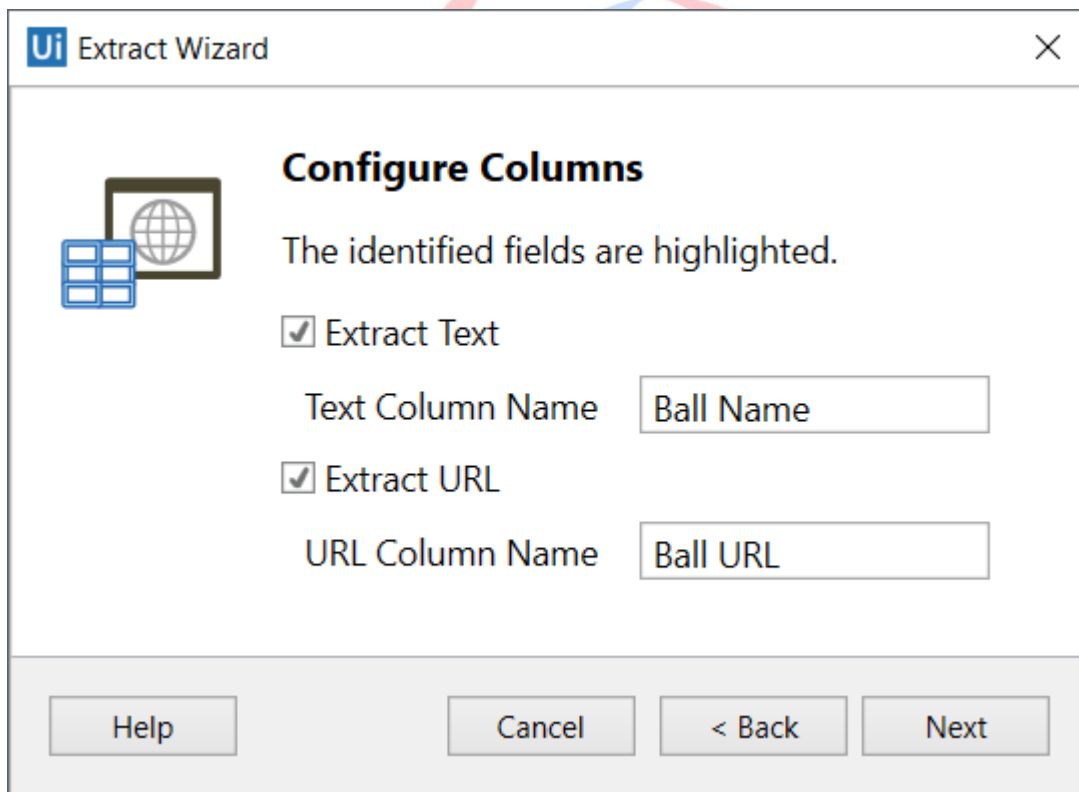 Ui Extract Wizard
Configure Columns
The identified fields are highlighted.
Extract Text
Text Column Name Ball Name
Extract URL
URL Column Name Ball URL
Help Cancel < Back Next